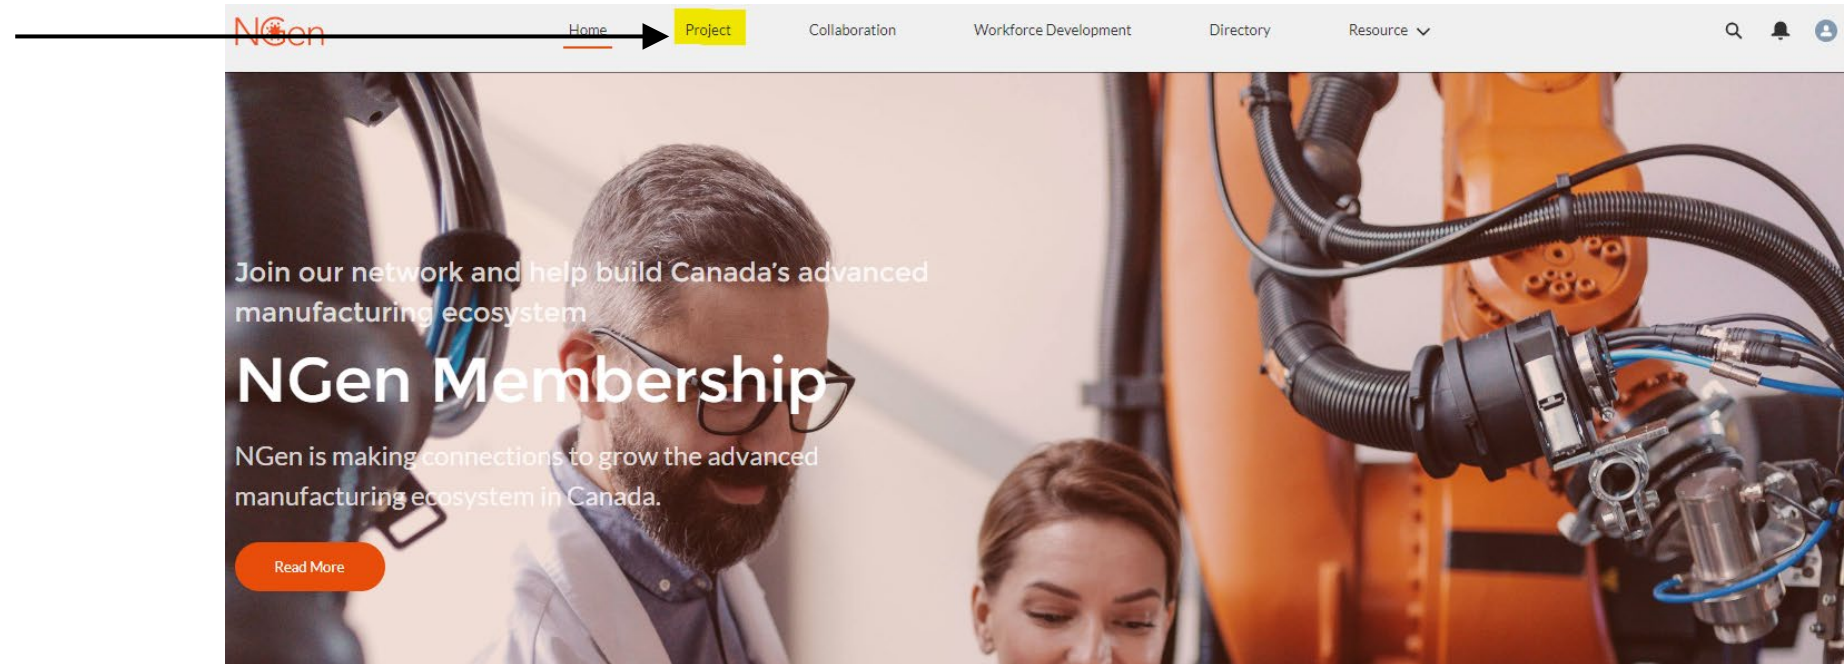 NGen
Home Project Collaboration Workforce Development Directory Resource
Join our network and help build Canada's advanced
manufacturing ecosystem
NGen Membership
NGen is making connections to grow the advanced
manufacturing ecosystem in Canada.
Read More